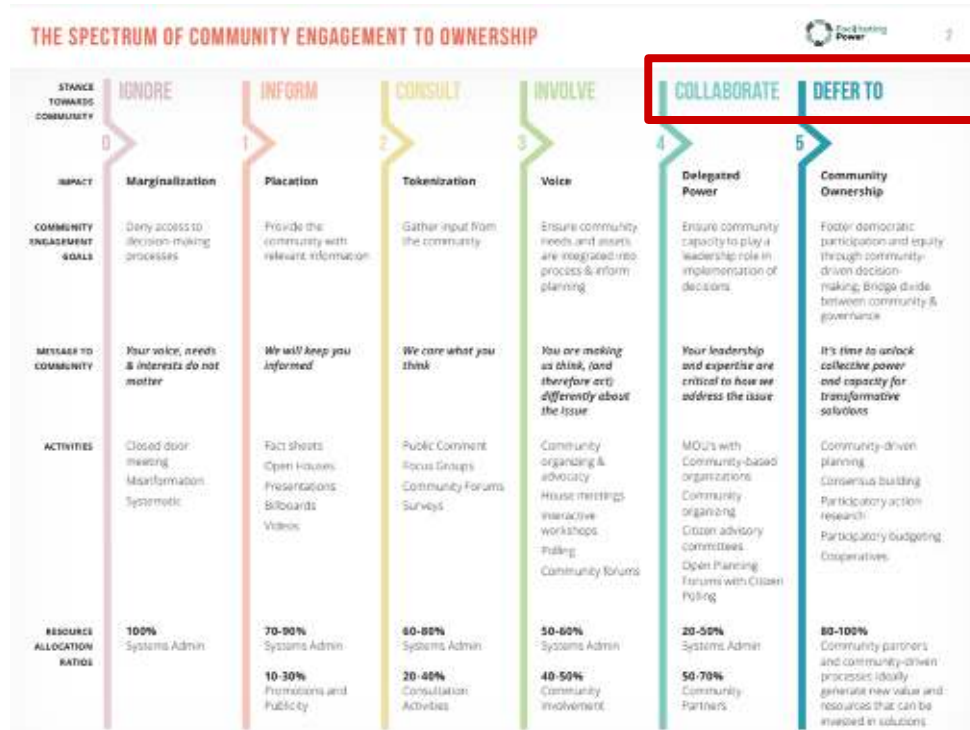 THE SPECTRUM OF COMMUNITY ENGAGEMENT TO OWNERSHIP
Facilitating
Power
2
STANCE
TOWARDS
COMMUNITY
IGNORE
INFORM
CONSULT
INVOLVE
COLLABORATE
DEFER TO
0
1
2
3
4
5
IMPACT
Marginalization
Placation
Tokenization
Voice
Delegated
Power
Community
Ownership
COMMUNITY
ENGAGEMENT
GOALS
Deny access to
decision-making
processes
Provide the
community with
relevant information
Gather input from
the community
Ensure community
needs and assets
are integrated into
process & inform
planning
Ensure community
capacity to play a
leadership role in
implementation of
decisions
Foster democratic
participation and equity
through community-
driven decision-
making; Bridge divide
between community &
governance
MESSAGE TO
COMMUNITY
Your voice, needs
& interests do not
matter
We will keep you
informed
We care what you
think
You are making
us think, (and
therefore act)
differently about
the issue
Your leadership
and expertise are
critical to how we
address the issue
It's time to unlock
collective power
and capacity for
transformative
solutions
ACTIVITIES
Closed door
meeting
Misinformation
Systematic
Fact sheets
Open Houses
Presentations
Billboards
Videos
Public Comment
Focus Groups
Community Forums
Surveys
Community
organizing &
advocacy
House meetings
Interactive
workshops
Polling
Community forums
MOU's with
Community-based
organizations
Community
organizing
Citizen advisory
committees
Open Planning
Forums with Citizen
Polling
Community-driven
planning
Consensus building
Participatory action
research
Participatory budgeting
Cooperatives
RESOURCE
ALLOCATION
RATIOS
100%
Systems Admin
70-90%
Systems Admin
10-30%
Promotions and
Publicity
60-80%
Systems Admin
20-40%
Consultation
Activities
50-60%
Systems Admin
40-50%
Community
Involvement
20-50%
Systems Admin
50-70%
Community
Partners
80-100%
Community partners
and community-driven
processes ideally
generate new value and
resources that can be
invested in solutions